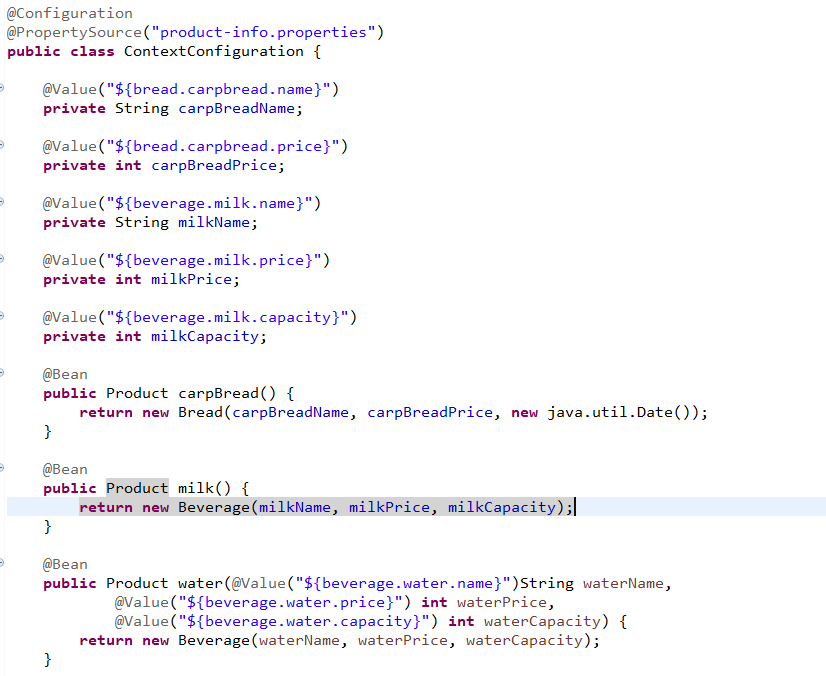 @Configuration
@PropertySource("product-info.properties")
public class ContextConfiguration {
@Value("${bread.carpbread.name}")
private String carpBreadName;
@Value("${bread.carpbread.price}")
private int carpBreadPrice;
@Value("${beverage.milk.name}")
private String milkName;
@Value("${beverage.milk.price}")
private int milkPrice;
@Value("${beverage.milk.capacity}")
private int milkCapacity;
@Bean
public Product carpBread() {
return new Bread(carpBreadName, carpBreadPrice, new java.util.Date());
}
@Bean
public Product milk() {
return new Beverage(milkName, milkPrice, milkCapacity);
}
@Bean
public Product water(@Value("${beverage.water.name}")String waterName,
@Value("${beverage.water.price}") int waterPrice,
@Value("${beverage.water.capacity}") int waterCapacity) {
return new Beverage(waterName, waterPrice, waterCapacity);
}